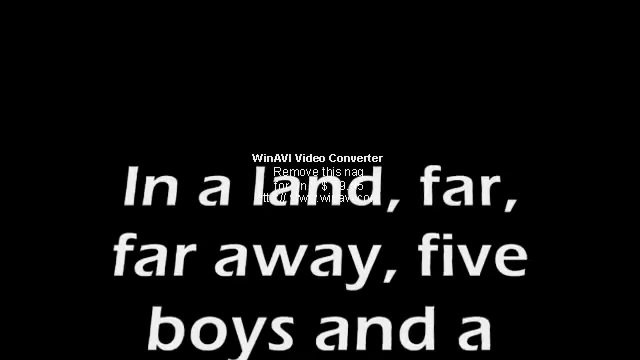 WinAVI Video Converter
Remove this nag
In a land, far,
far away, five
boys and a